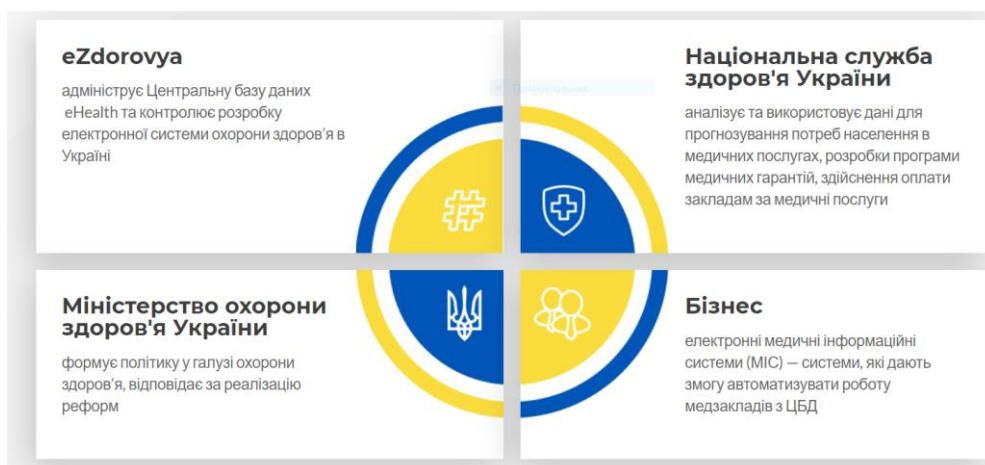 eZdorovya
адмініструє Центральну базу даних
eHealth та контролює розробку
електронної системи охорони здоров'я в
Україні
Національна служба
здоров'я України
аналізує та використовує дані для
прогнозування потреб населення в
медичних послугах, розробки програми
медичних гарантій, здійснення оплати
закладам за медичні послуги
Міністерство охорони
здоров'я України
формує політику у галузі охорони
здоров'я, відповідає за реалізацію
реформ
Бізнес
електронні медичні інформаційні
системи (МІС) — системи, які дають
змогу автоматизувати роботу
медзакладів з ЦБД